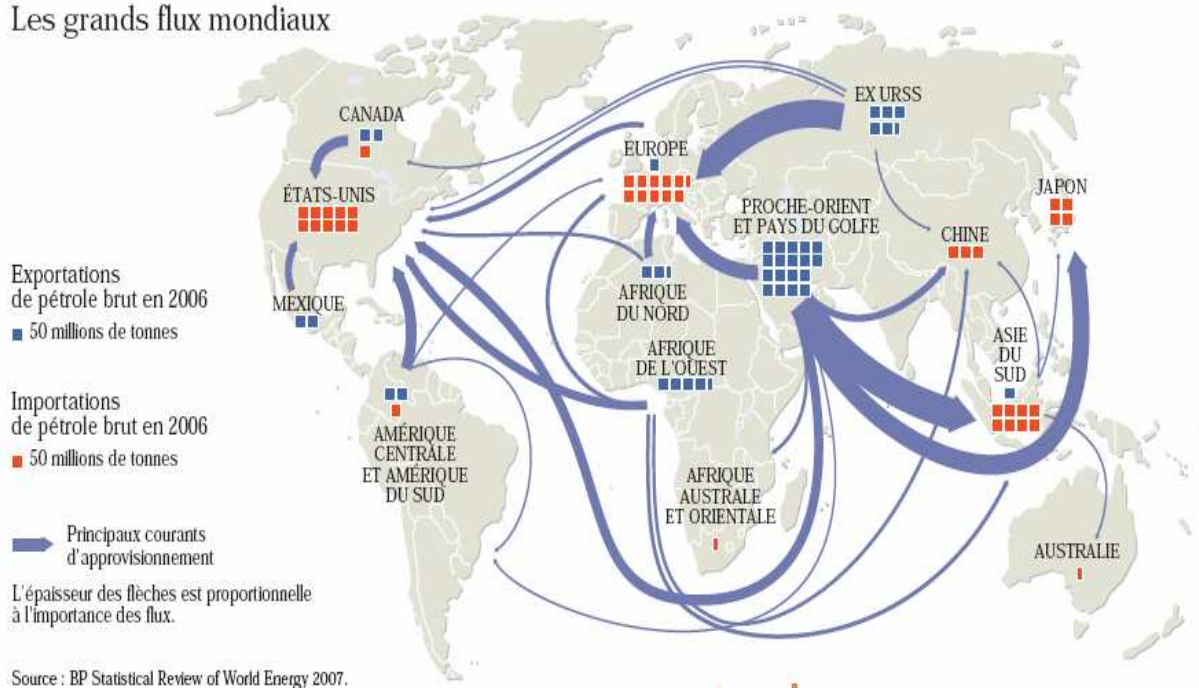 Les grands flux mondiaux
CANADA
EX URSS
EUROPE
ÉTATS-UNIS
JAPON
PROCHE-ORIENT
ET PAYS DU GOLFE
CHINE
Exportations
de pétrole brut en 2006
50 millions de tonnes
MEXIQUE
AFRIQUE
DU NORD
ASIE
DU
SUD
AFRIQUE
DE L'OUEST
Importations
de pétrole brut en 2006
50 millions de tonnes
AMÉRIQUE
CENTRALE
ET AMÉRIQUE
DU SUD
AFRIQUE
AUSTRALE
ET ORIENTALE
AUSTRALIE
Principaux courants
d'approvisionnement
L'épaisseur des flèches est proportionnelle
à l'importance des flux.
Source : BP Statistical Review of World Energy 2007.